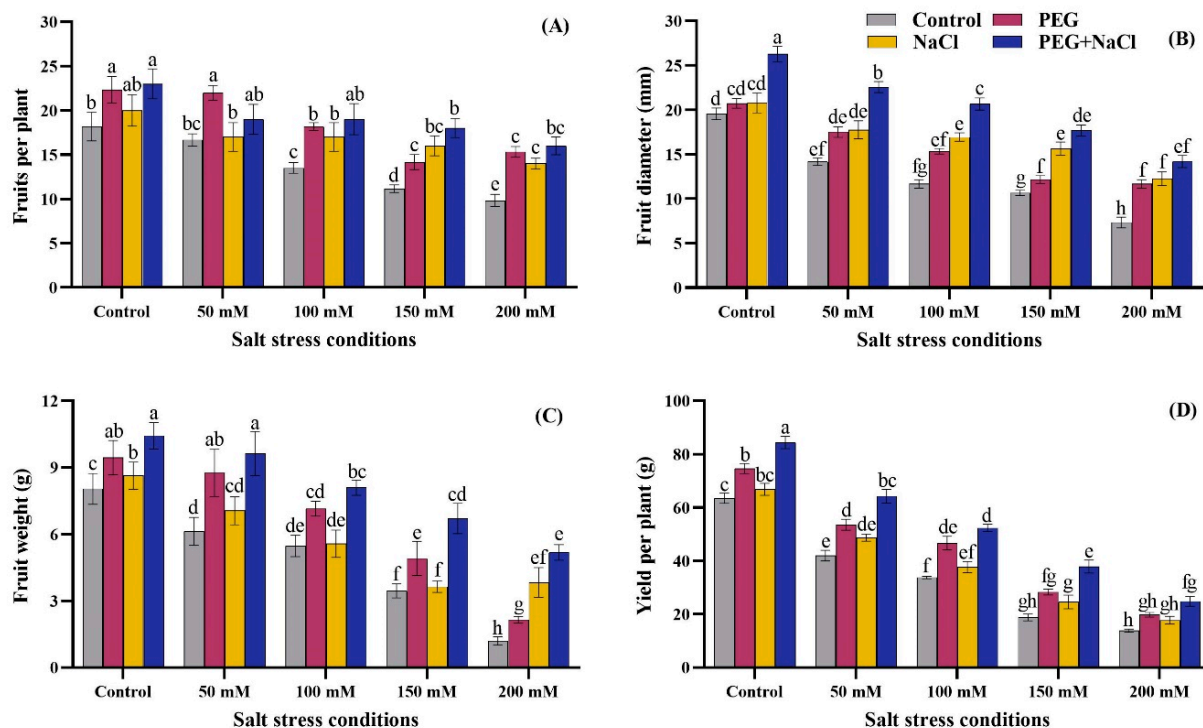 (A)
Fruits per plant
30
25
20
15
10
5
0
b a ab a
bc a b ab
c b b ab
d c bc b
e c c bc
Control 50 mM 100 mM 150 mM 200 mM
Salt stress conditions
Control PEG
NaCl PEG+NaCl
(B)
Fruit diameter (mm)
30
25
20
15
10
5
0
d cd cd a
ef de de b
fg ef e c
g f e de
h f f ef
Control 50 mM 100 mM 150 mM 200 mM
Salt stress conditions
(C)
Fruit weight (g)
12
9
6
3
0
c ab b a
d ab cd a
de cd de bc
f e f cd
h g ef e
Control 50 mM 100 mM 150 mM 200 mM
Salt stress conditions
(D)
Yield per plant (g)
100
80
60
40
20
0
c b bc a
e d de bc
f de ef d
gh fg g e
h gh gh fg
Control 50 mM 100 mM 150 mM 200 mM
Salt stress conditions